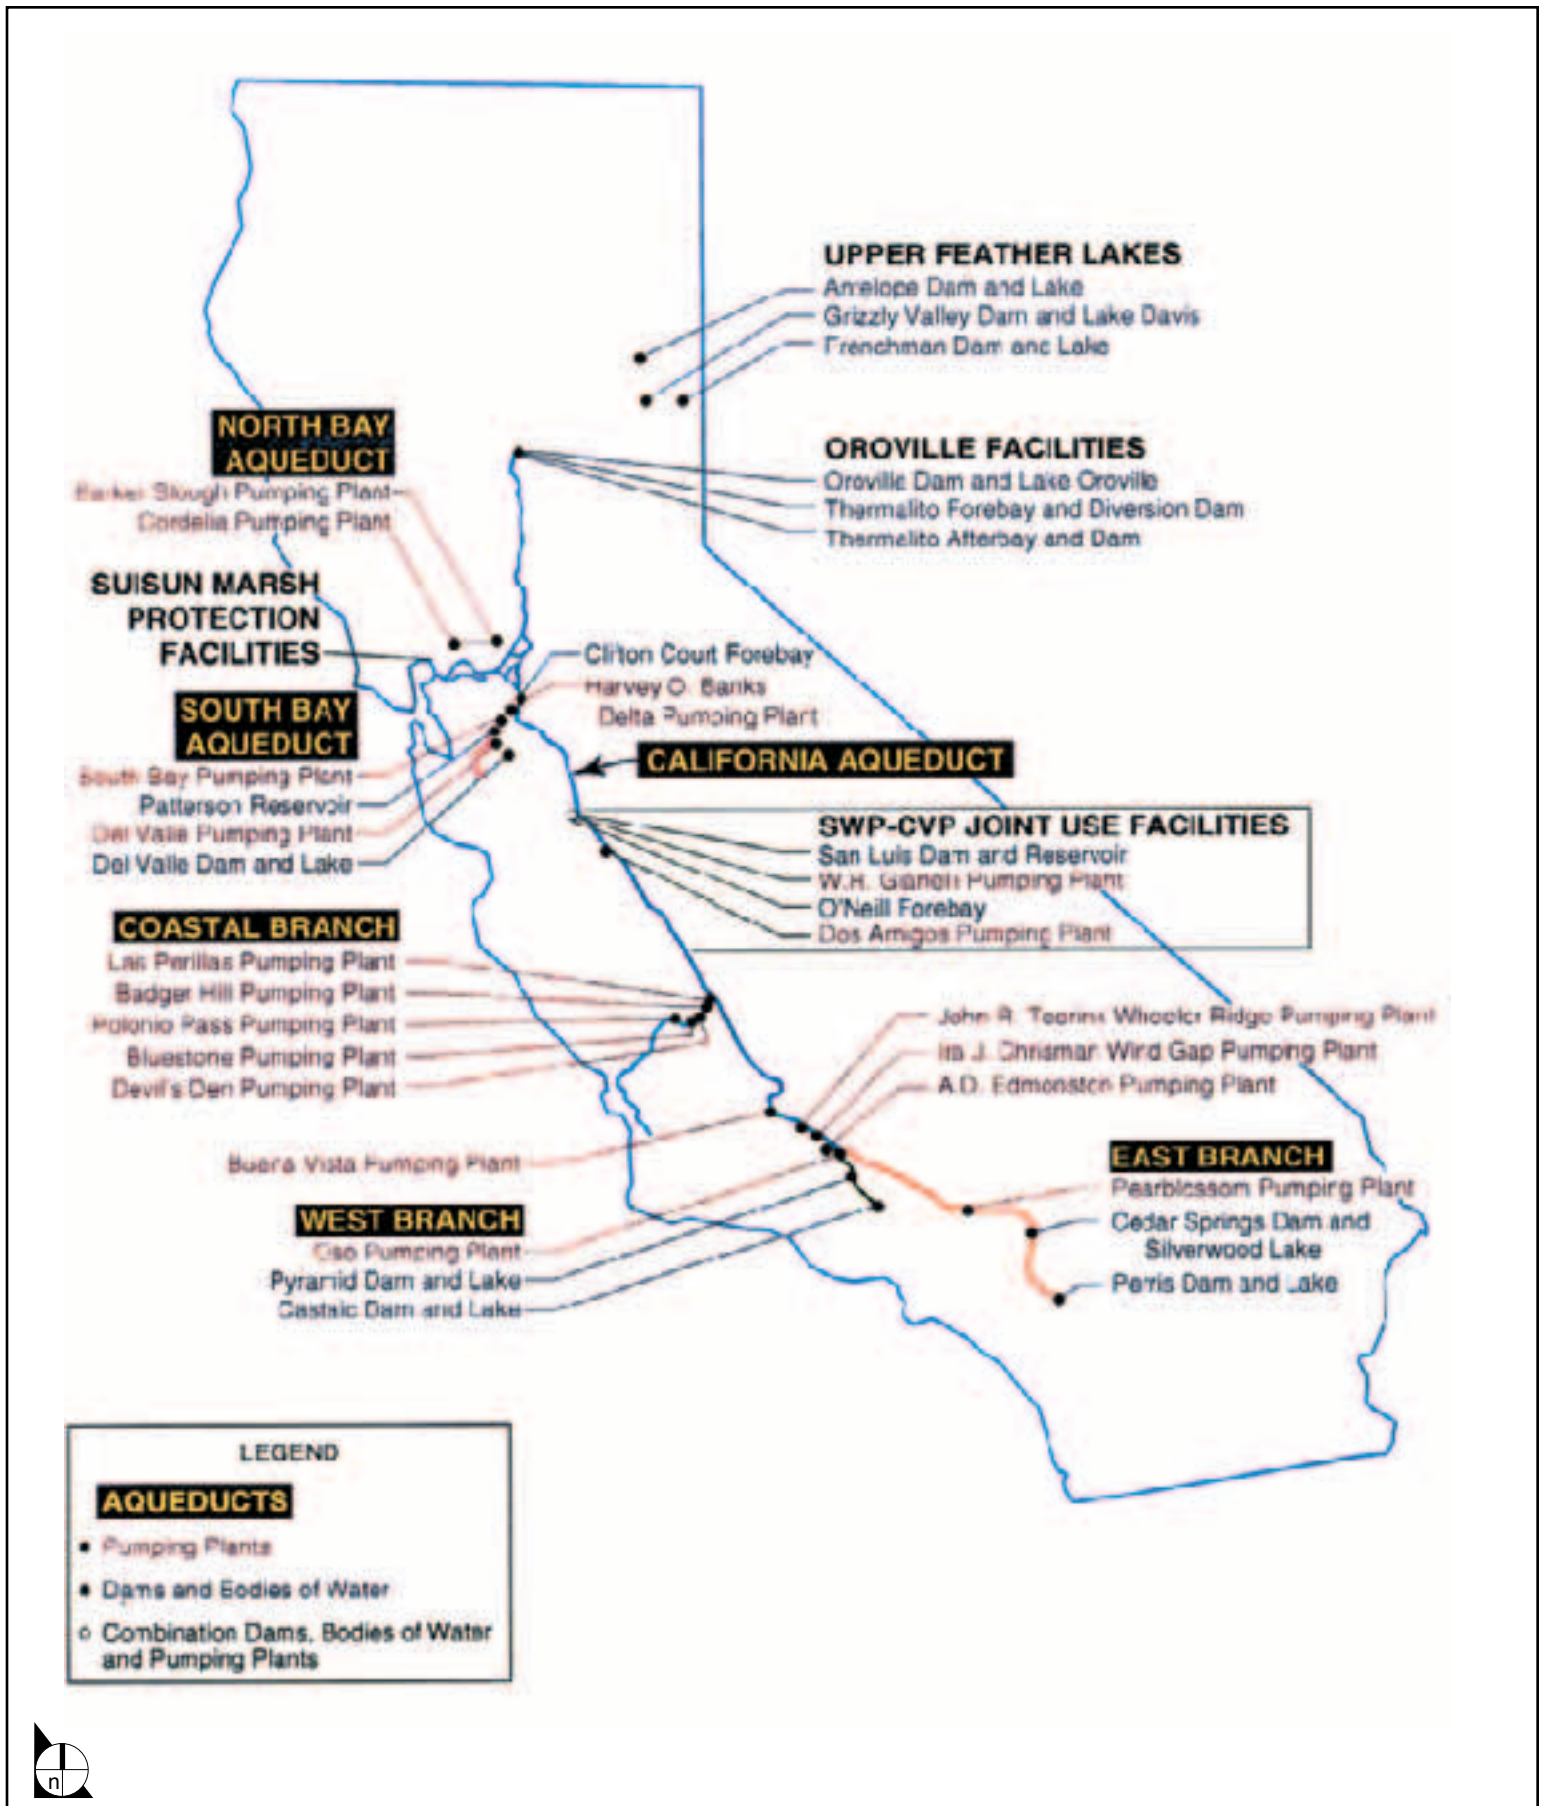 UPPER FEATHER LAKES
Antelope Dam and Lake
Grizzly Valley Dam and Lake Davis
Frenchman Dam and Lake
NORTH BAY
AQUEDUCT
Barker Slough Pumping Plant
Cordelia Pumping Plant
OROVILLE FACILITIES
Oroville Dam and Lake Oroville
Thermalito Forebay and Diversion Dam
Thermalito Afterbay and Dam
SUISUN MARSH
PROTECTION
FACILITIES
Clifton Court Forebay
Harvey O. Banks
Delta Pumping Plant
SOUTH BAY
AQUEDUCT
South Bay Pumping Plant
Patterson Reservoir
Del Valle Pumping Plant
Del Valle Dam and Lake
CALIFORNIA AQUEDUCT
SWP-CVP JOINT USE FACILITIES
San Luis Dam and Reservoir
W.R. Gianelli Pumping Plant
O'Neill Forebay
Dos Amigos Pumping Plant
COASTAL BRANCH
Las Perillas Pumping Plant
Badger Hill Pumping Plant
Polonio Pass Pumping Plant
Bluestone Pumping Plant
Devil's Den Pumping Plant
John R. Teerink Wheeler Ridge Pumping Plant
Ira J. Chrisman Wind Gap Pumping Plant
A.D. Edmonston Pumping Plant
Buena Vista Pumping Plant
WEST BRANCH
Oso Pumping Plant
Pyramid Dam and Lake
Castaic Dam and Lake
EAST BRANCH
Pearblossom Pumping Plant
Cedar Springs Dam and
Silverwood Lake
Perris Dam and Lake
LEGEND
AQUEDUCTS
Pumping Plants
Dams and Bodies of Water
Combination Dams, Bodies of Water
and Pumping Plants
n